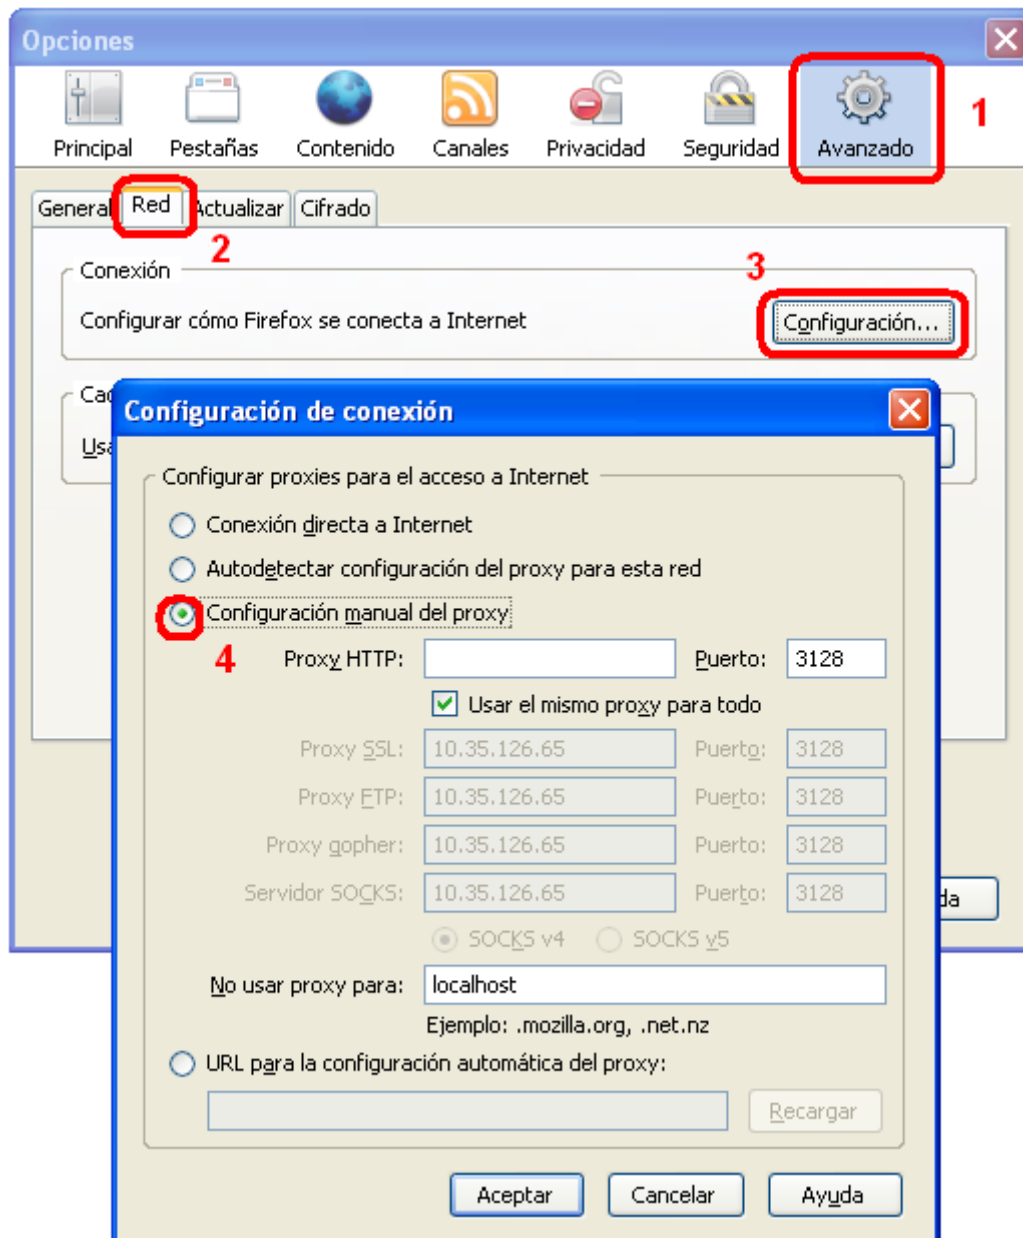 Opciones
Principal Pestañas Contenido Canales Privacidad Seguridad Avanzado 1
General Red Actualizar Cifrado
2
Conexión 3
Configurar cómo Firefox se conecta a Internet Configuración...
Configuración de conexión
Configurar proxies para el acceso a Internet
Conexión directa a Internet
Autodetectar configuración del proxy para esta red
Configuración manual del proxy
4 Proxy HTTP: Puerto: 3128
Usar el mismo proxy para todo
Proxy SSL: 10.35.126.65 Puerto: 3128
Proxy FTP: 10.35.126.65 Puerto: 3128
Proxy gopher: 10.35.126.65 Puerto: 3128
Servidor SOCKS: 10.35.126.65 Puerto: 3128
SOCKS v4 SOCKS v5
No usar proxy para: localhost
Ejemplo: .mozilla.org, .net.nz
URL para la configuración automática del proxy:
Recargar
Aceptar Cancelar Ayuda